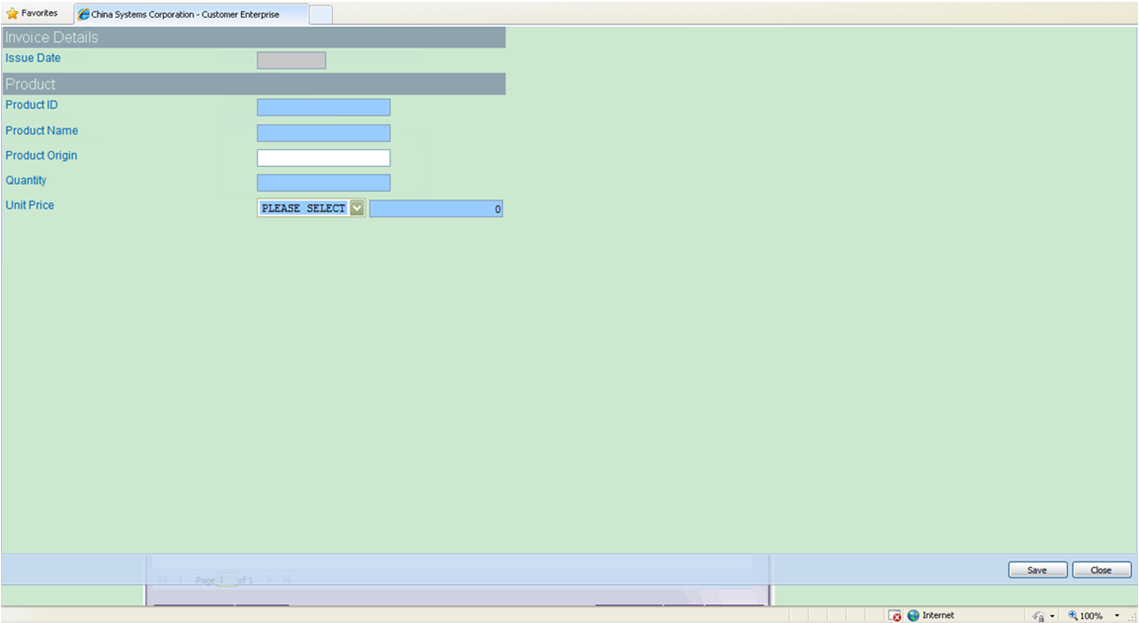 Favorites
China Systems Corporation - Customer Enterprise
Invoice Details
Issue Date
Product
Product ID
Product Name
Product Origin
Quantity
Unit Price PLEASE SELECT 0
Page 1 of 1
Save Close
Internet 100%